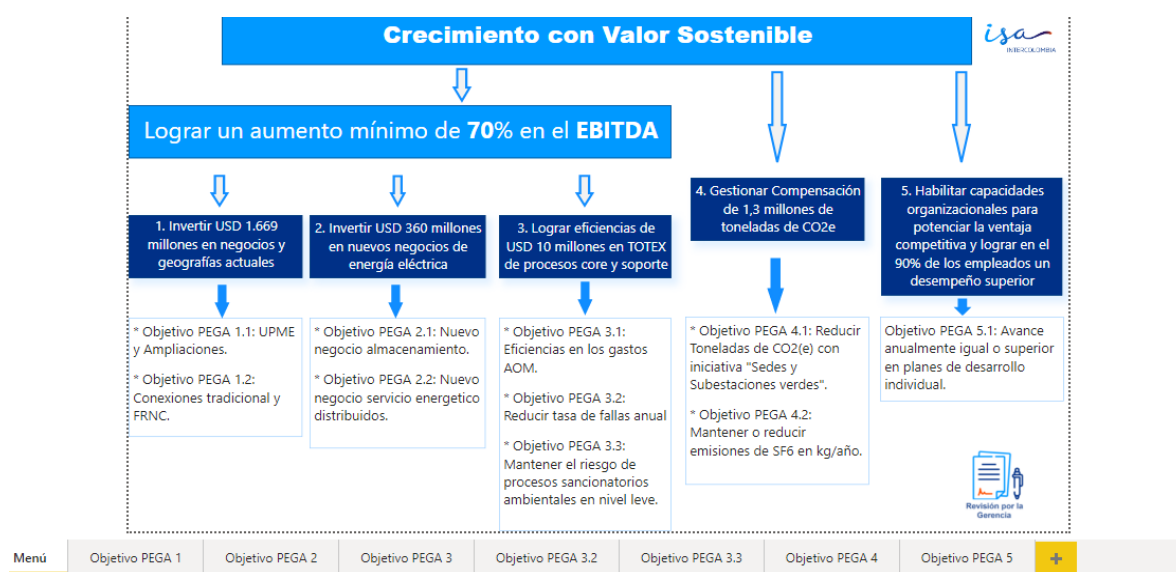 Crecimiento con Valor Sostenible
isa
INTERCOLOMBIA
Lograr un aumento mínimo de 70% en el EBITDA
1. Invertir USD 1.669
millones en negocios y
geografías actuales
2. Invertir USD 360 millones
en nuevos negocios de
energía eléctrica
3. Lograr eficiencias de
USD 10 millones en TOTEX
de procesos core y soporte
4. Gestionar Compensación
de 1,3 millones de
toneladas de CO2e
5. Habilitar capacidades
organizacionales para
potenciar la ventaja
competitiva y lograr en el
90% de los empleados un
desempeño superior
* Objetivo PEGA 1.1: UPME
y Ampliaciones.
* Objetivo PEGA 1.2:
Conexiones tradicional y
FRNC.
* Objetivo PEGA 2.1: Nuevo
negocio almacenamiento.
* Objetivo PEGA 2.2: Nuevo
negocio servicio energetico
distribuidos.
* Objetivo PEGA 3.1:
Eficiencias en los gastos
AOM.
* Objetivo PEGA 3.2:
Reducir tasa de fallas anual
* Objetivo PEGA 3.3:
Mantener el riesgo de
procesos sancionatorios
ambientales en nivel leve.
* Objetivo PEGA 4.1: Reducir
Toneladas de CO2(e) con
iniciativa "Sedes y
Subestaciones verdes".
* Objetivo PEGA 4.2:
Mantener o reducir
emisiones de SF6 en kg/año.
Objetivo PEGA 5.1: Avance
anualmente igual o superior
en planes de desarrollo
individual.
Revisión por la
Gerencia
Menú
Objetivo PEGA 1
Objetivo PEGA 2
Objetivo PEGA 3
Objetivo PEGA 3.2
Objetivo PEGA 3.3
Objetivo PEGA 4
Objetivo PEGA 5
+